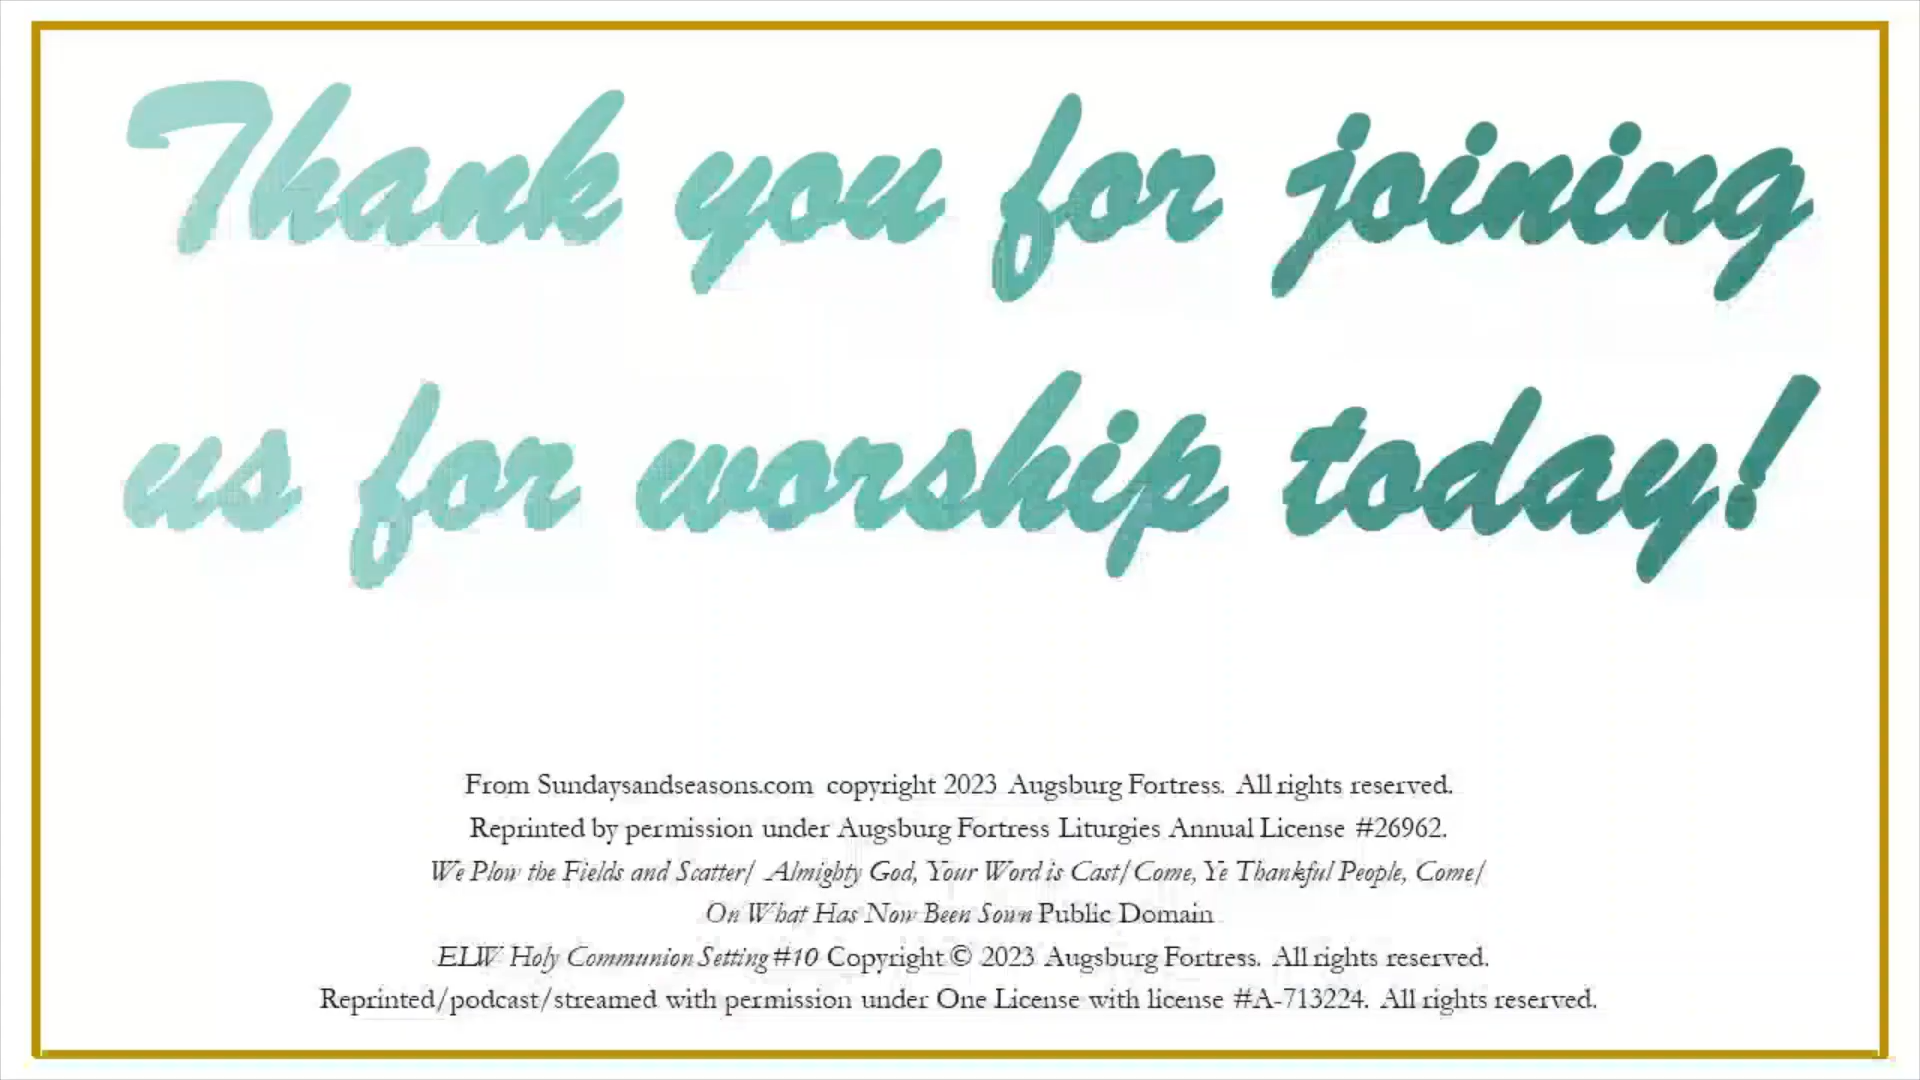 Thank you for joining
us for worship today!
From Sundaysandseasons.com copyright 2023 Augsburg Fortress. All rights reserved.
Reprinted by permission under Augsburg Fortress Liturgies Annual License #26962.
We Plow the Fields and Scatter/ Almighty God, Your Word is Cast/Come, Ye Thankful People, Come/
On What Has Now Been Sown Public Domain
ELW Holy Communion Setting #10 Copyright © 2023 Augsburg Fortress. All rights reserved.
Reprinted/podcast/streamed with permission under One License with license #A-713224. All rights reserved.